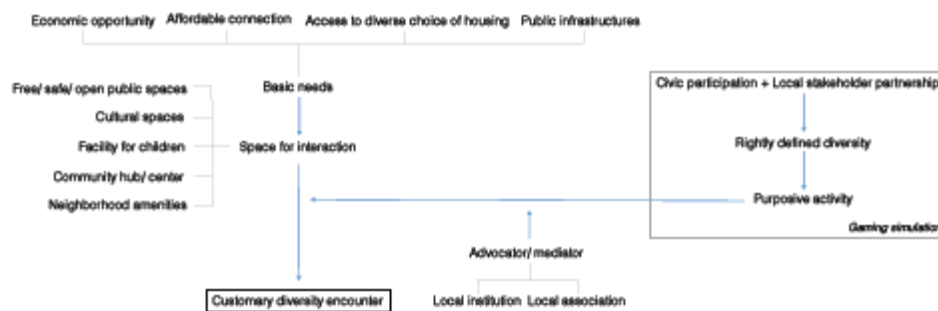 Economic opportunity
Affordable connection
Access to diverse choice of housing
Public infrastructures
Free/ safe/ open public spaces
Basic needs
Civic participation + Local stakeholder partnership
Cultural spaces
Facility for children
Space for interaction
Rightly defined diversity
Community hub/ center
Neighborhood amenities
Purposive activity
Gaming simulation
Advocator/ mediator
Customary diversity encounter
Local institution
Local association